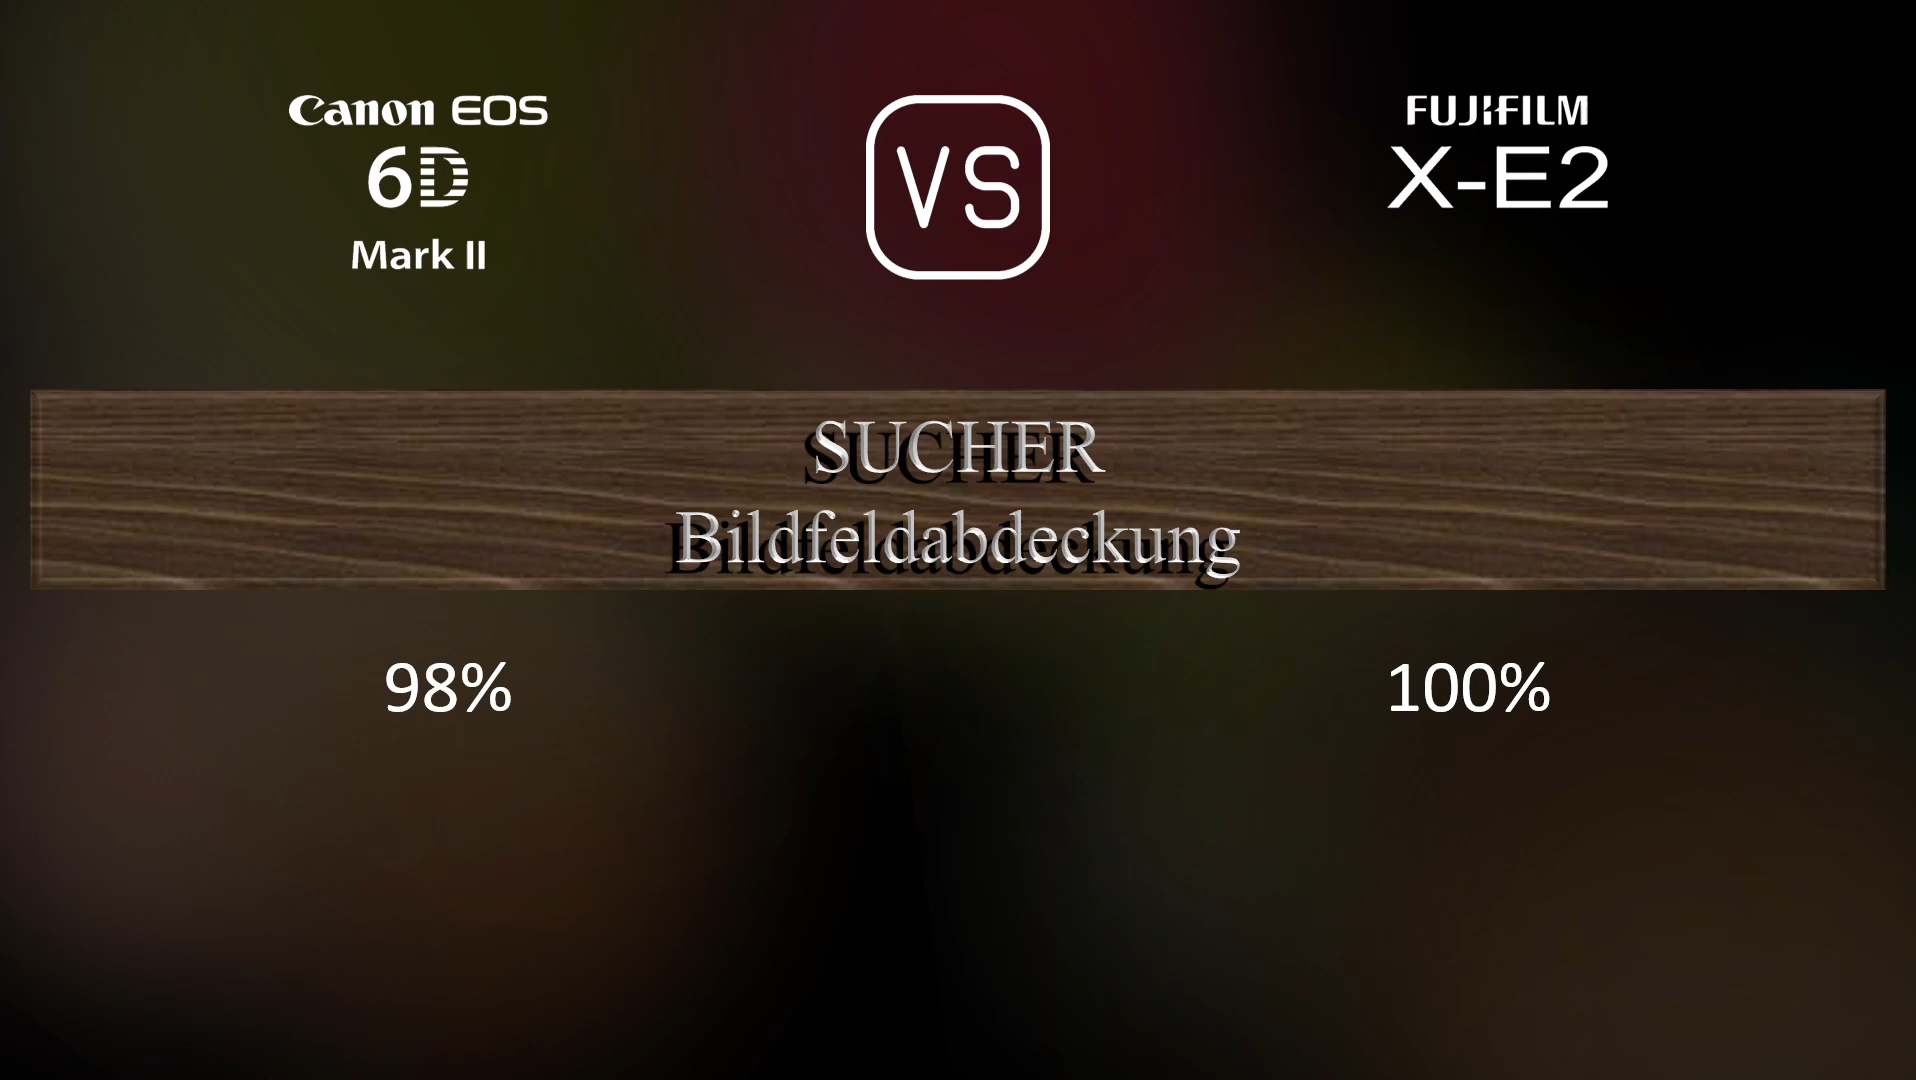 Canon EOS
6D
Mark II
VS
FUJIFILM
X-E2
SUCHER
Bildfeldabdeckung
98%
100%